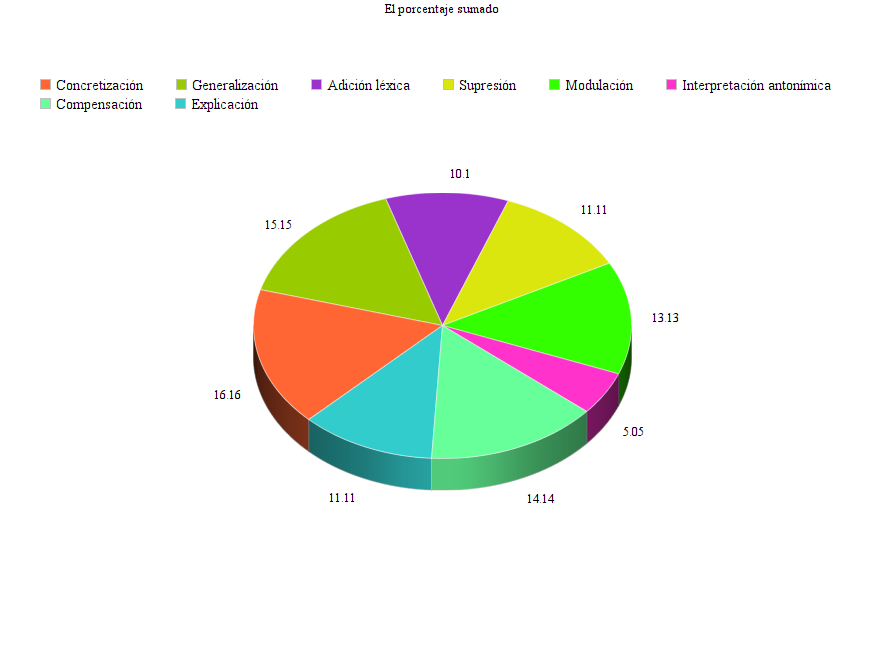 El porcentaje sumado
Concretización Generalización Adición léxica Supresión Modulación Interpretación antonímica
Compensación Explicación
10.1
11.11
15.15
13.13
16.16
5.05
11.11
14.14